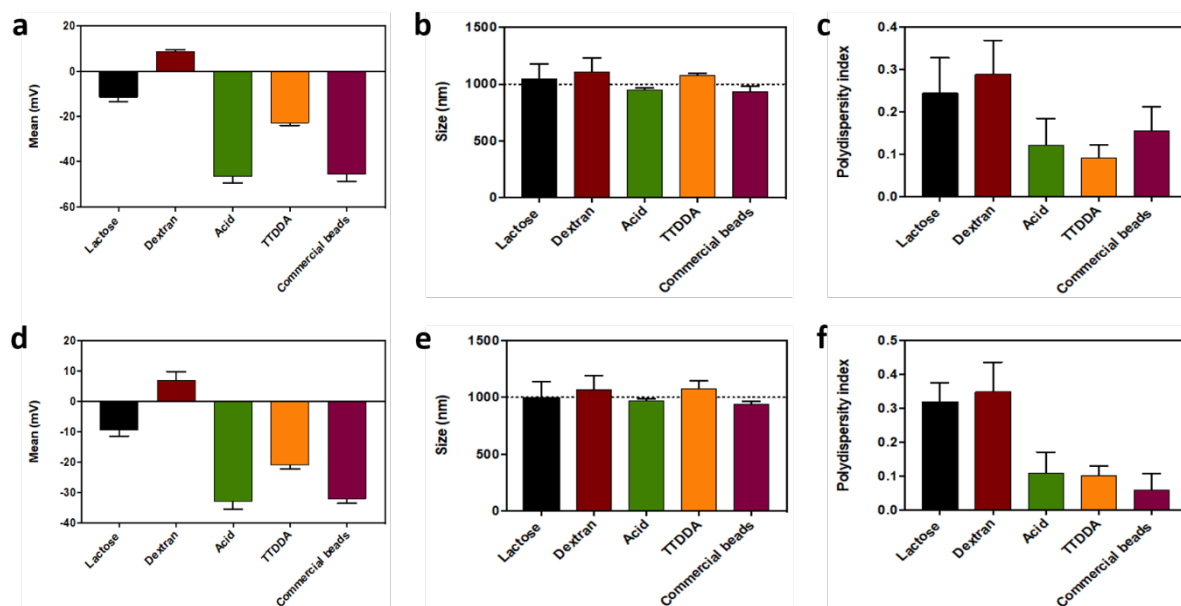 a
Mean (mV)
20
0
-20
-40
-60
Lactose
Dextran
Acid
TTDDA
Commercial beads
b
Size (nm)
1500
1000
500
0
Lactose
Dextran
Acid
TTDDA
Commercial beads
c
Polydispersity index
0.4
0.3
0.2
0.1
0.0
Lactose
Dextran
Acid
TTDDA
Commercial beads
d
Mean (mV)
20
10
0
-10
-20
-30
-40
Lactose
Dextran
Acid
TTDDA
Commercial beads
e
Size (nm)
1500
1000
500
0
Lactose
Dextran
Acid
TTDDA
Commercial beads
f
Polydispersity index
0.5
0.4
0.3
0.2
0.1
0.0
Lactose
Dextran
Acid
TTDDA
Commercial beads